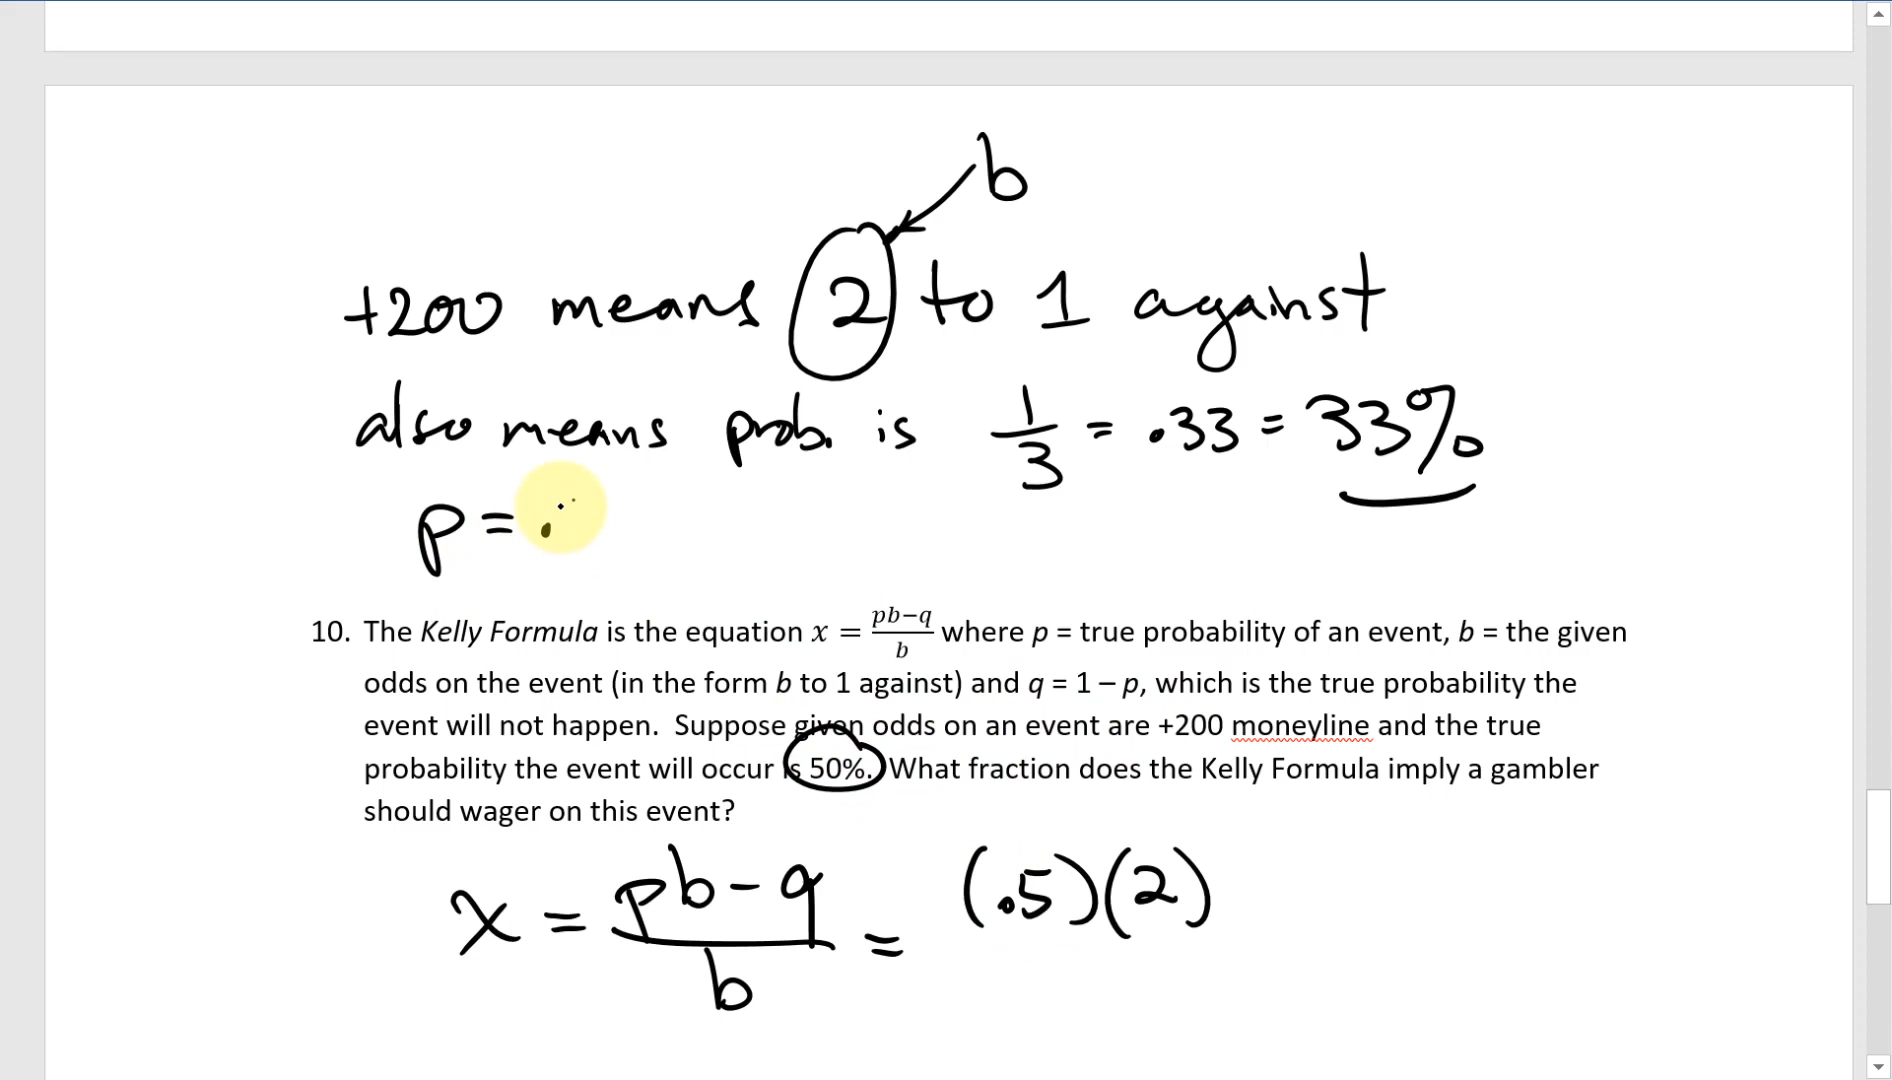 b
+200 means 2 to 1 against
also means prob. is 1/3 = .33 = 33%
p = .
10. The Kelly Formula is the equation x = pb−q/b where p = true probability of an event, b = the given
odds on the event (in the form b to 1 against) and q = 1 – p, which is the true probability the
event will not happen. Suppose given odds on an event are +200 moneyline and the true
probability the event will occur is 50%. What fraction does the Kelly Formula imply a gambler
should wager on this event?
x = pb - q/b = (.5)(2)